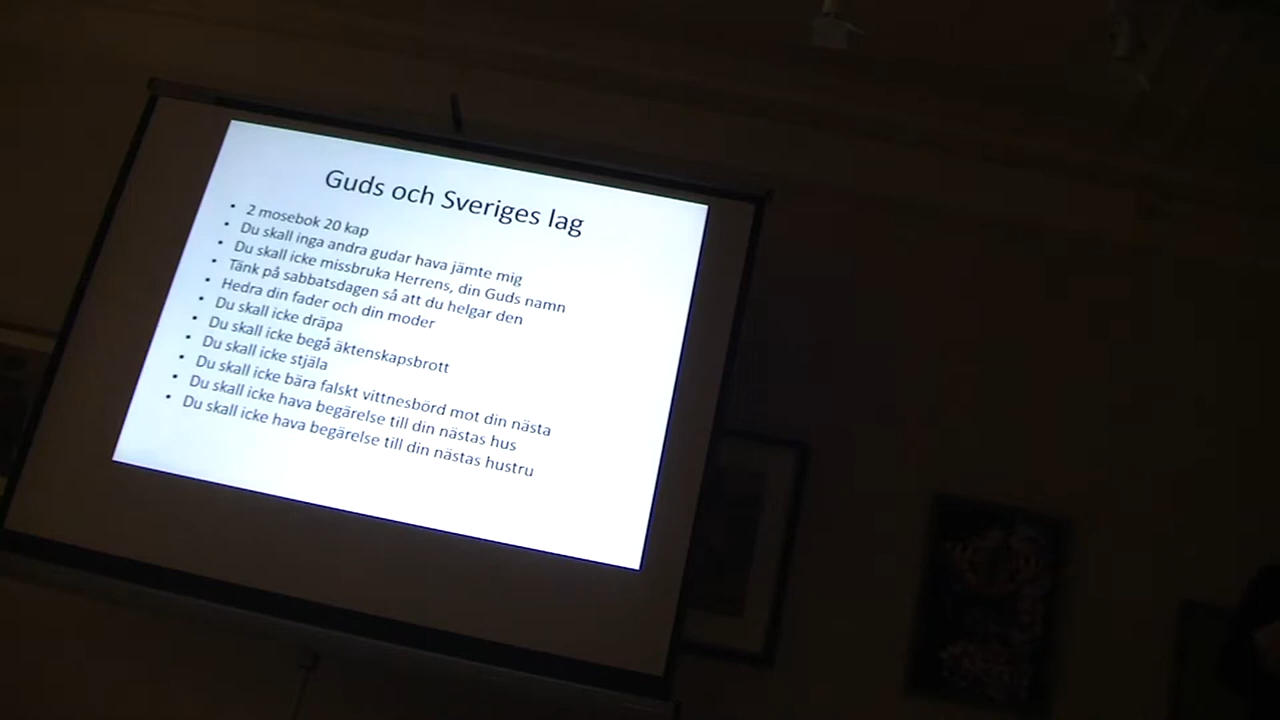 Guds och Sveriges lag
• 2 mosebok 20 kap
• Du skall inga andra gudar hava jämte mig
• Du skall icke missbruka Herrens, din Guds namn
• Tänk på sabbatsdagen så att du helgar den
• Hedra din fader och din moder
• Du skall icke dräpa
• Du skall icke begå äktenskapsbrott
• Du skall icke stjäla
• Du skall icke bära falskt vittnesbörd mot din nästa
• Du skall icke hava begärelse till din nästas hus
• Du skall icke hava begärelse till din nästas hustru